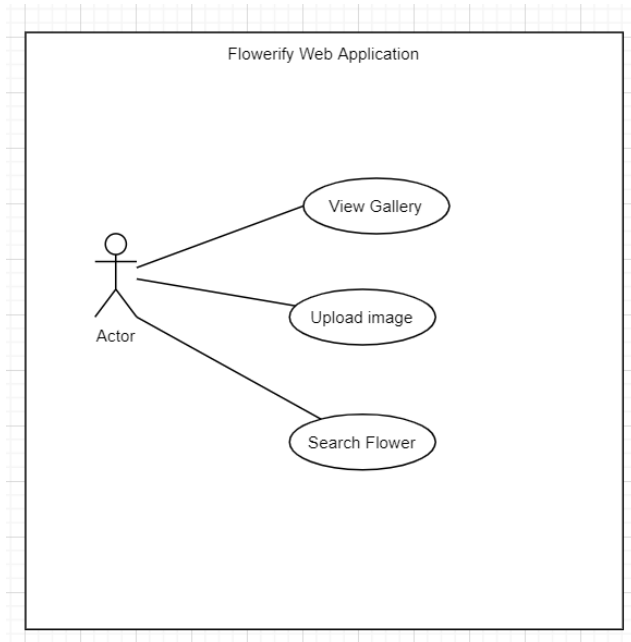 Flowerify Web Application
View Gallery
Upload image
Actor
Search Flower